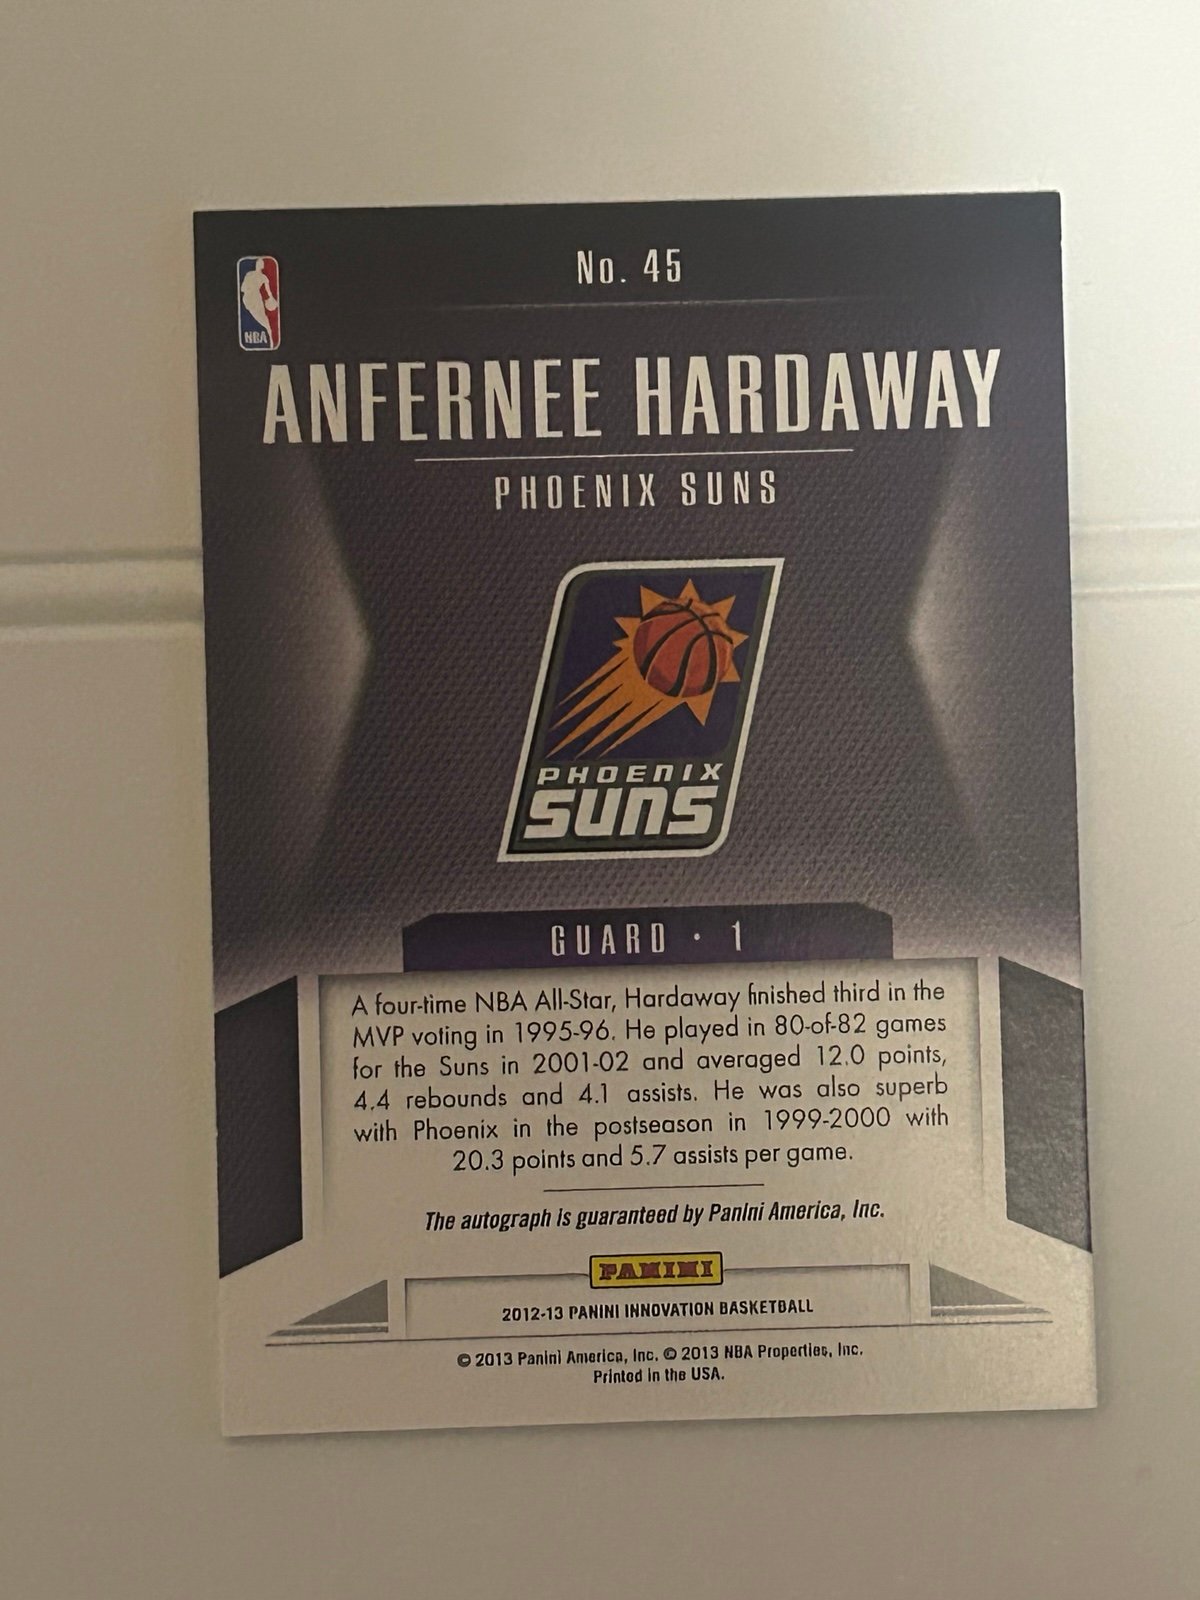 No. 45
NBA
ANFERNEE HARDAWAY
PHOENIX SUNS
PHOENIX
SUNS
GUARD · 1
A four-time NBA All-Star, Hardaway finished third in the
MVP voting in 1995-96. He played in 80-of-82 games
for the Suns in 2001-02 and averaged 12.0 points,
4.4 rebounds and 4.1 assists. He was also superb
with Phoenix in the postseason in 1999-2000 with
20.3 points and 5.7 assists per game.
The autograph is guaranteed by Panini America, Inc.
PANINI
2012-13 PANINI INNOVATION BASKETBALL
© 2013 Panini America, Inc. © 2013 NBA Properties, Inc.
Printed in the USA.